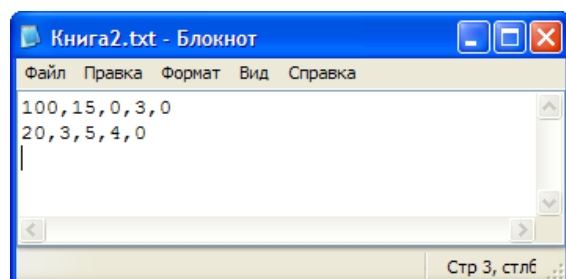 Книга2.txt - Блокнот
Файл Правка Формат Вид Справка
100,15,0,3,0
20,3,5,4,0
Стр 3, стлб